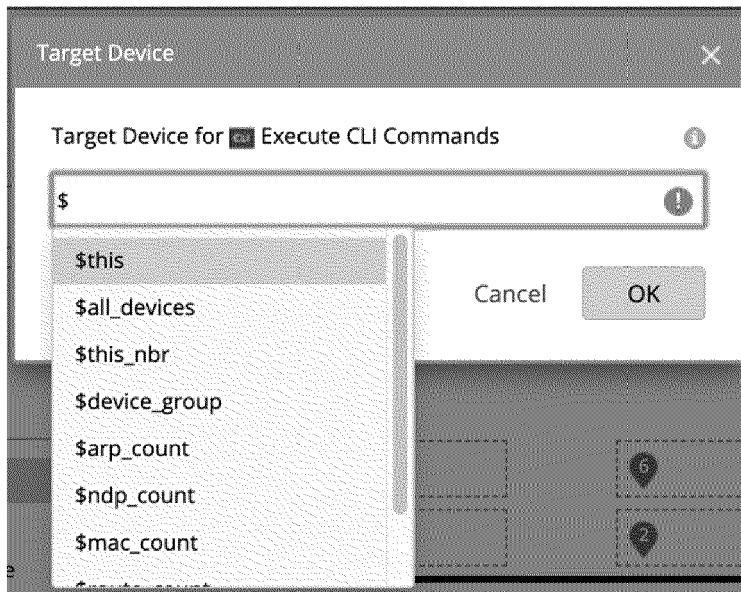 Target Device
Target Device for Execute CLI Commands
$
$this
$all_devices
Cancel
OK
$this_nbr
$device_group
$arp_count
6
$ndp_count
$mac_count
2